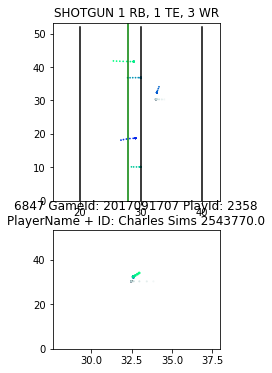 SHOTGUN 1 RB, 1 TE, 3 WR
50
40
30
20
10
0
20 30 40
6847 GameId: 2017091707 PlayId: 2358
PlayerName + ID: Charles Sims 2543770.0
40
20
0
30.0 32.5 35.0 37.5